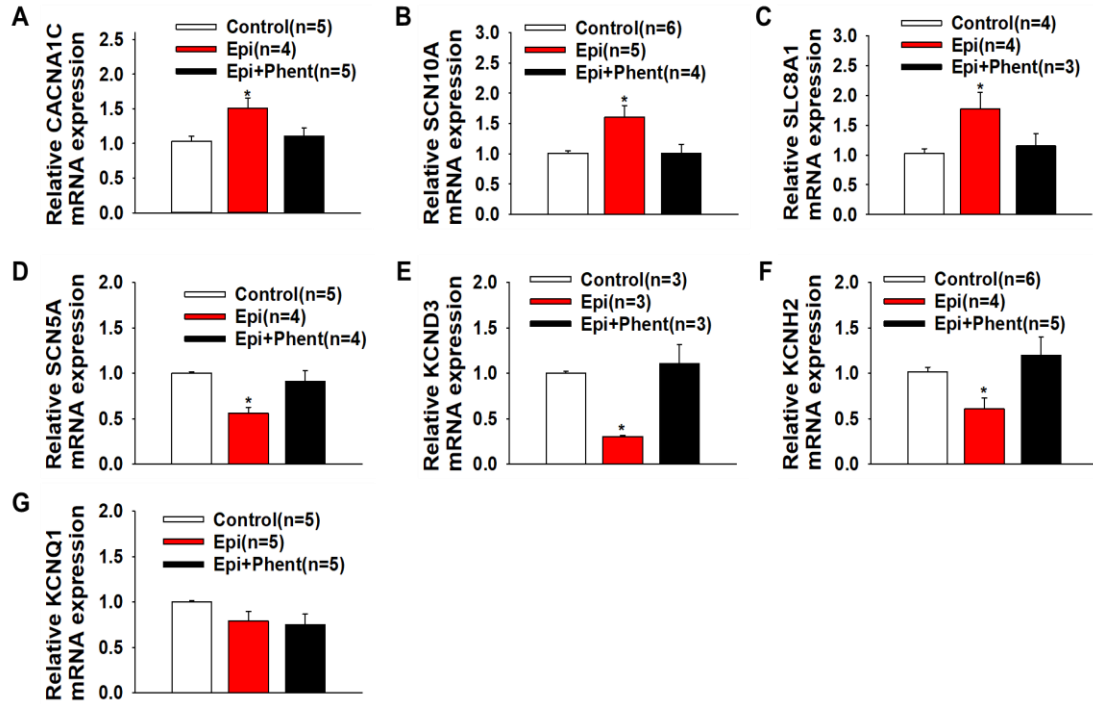 A
Relative CACNA1C
mRNA expression
2.5
2.0
1.5
1.0
0.5
0.0
Control(n=5)
Epi(n=4)
Epi+Phent(n=5)
*
B
Relative SCN10A
mRNA expression
3.0
2.5
2.0
1.5
1.0
0.5
0.0
Control(n=6)
Epi(n=5)
Epi+Phent(n=4)
*
C
Relative SLC8A1
mRNA expression
3.0
2.5
2.0
1.5
1.0
0.5
0.0
Control(n=4)
Epi(n=4)
Epi+Phent(n=3)
*
D
Relative SCN5A
mRNA expression
2.0
1.5
1.0
0.5
0.0
Control(n=5)
Epi(n=4)
Epi+Phent(n=4)
*
E
Relative KCND3
mRNA expression
2.0
1.5
1.0
0.5
0.0
Control(n=3)
Epi(n=3)
Epi+Phent(n=3)
*
F
Relative KCNH2
mRNA expression
2.0
1.5
1.0
0.5
0.0
Control(n=6)
Epi(n=4)
Epi+Phent(n=5)
*
G
Relative KCNQ1
mRNA expression
2.0
1.5
1.0
0.5
0.0
Control(n=5)
Epi(n=5)
Epi+Phent(n=5)